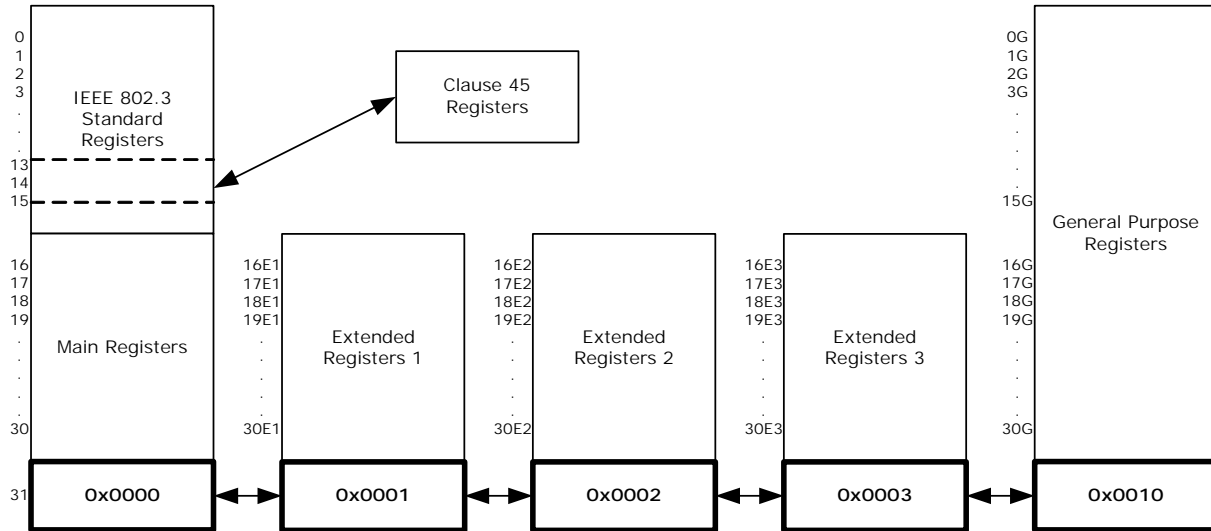 0
1
2
3
.
.
.
13
14
15
IEEE 802.3
Standard
Registers
Clause 45
Registers
16
17
18
19
.
.
.
.
.
30
Main Registers
16E1
17E1
18E1
19E1
.
.
.
.
.
30E1
Extended
Registers 1
16E2
17E2
18E2
19E2
.
.
.
.
.
30E2
Extended
Registers 2
16E3
17E3
18E3
19E3
.
.
.
.
.
30E3
Extended
Registers 3
0G
1G
2G
3G
.
.
.
.
.
15G
16G
17G
18G
19G
.
.
.
.
.
30G
General Purpose
Registers
31
0x0000
0x0001
0x0002
0x0003
0x0010